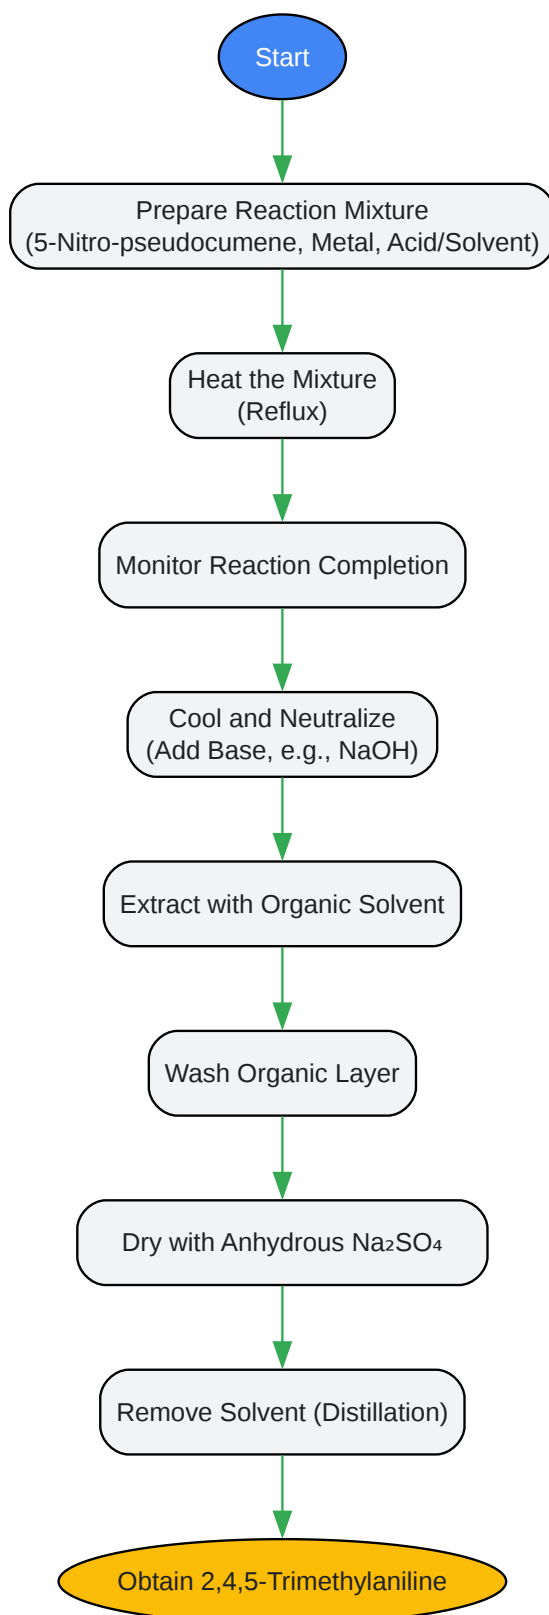 Start
Prepare Reaction Mixture
(5-Nitro-pseudocumene, Metal, Acid/Solvent)
Heat the Mixture
(Reflux)
Monitor Reaction Completion
Cool and Neutralize
(Add Base, e.g., NaOH)
Extract with Organic Solvent
Wash Organic Layer
Dry with Anhydrous Na₂SO₄
Remove Solvent (Distillation)
Obtain 2,4,5-Trimethylaniline